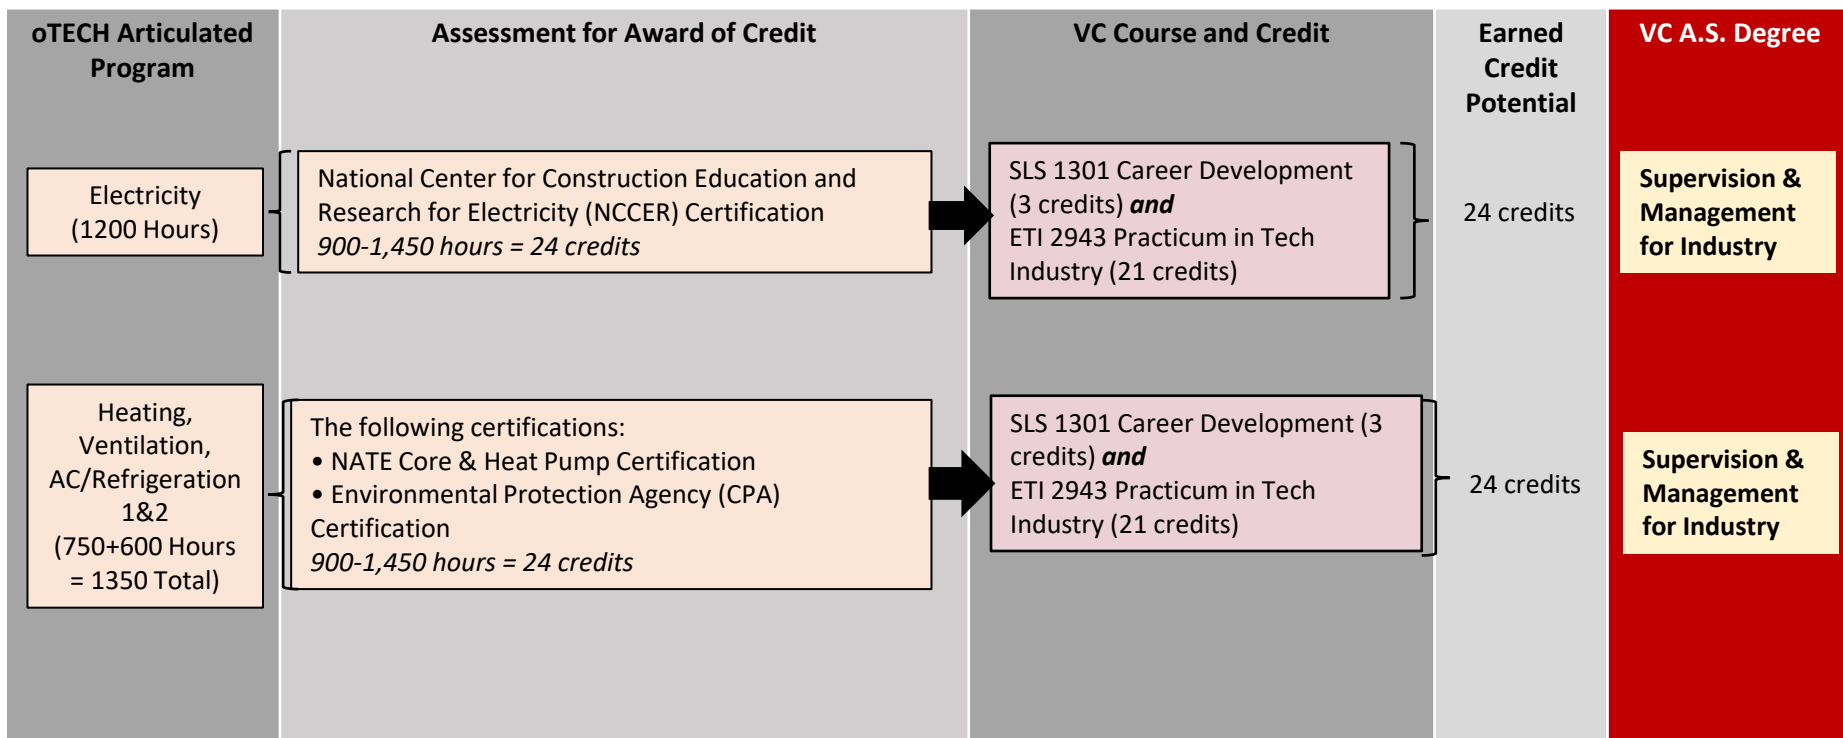 oTECH Articulated
Program
Assessment for Award of Credit
VC Course and Credit
Earned
Credit
Potential
VC A.S. Degree
Electricity
(1200 Hours)
National Center for Construction Education and
Research for Electricity (NCCER) Certification
900-1,450 hours = 24 credits
SLS 1301 Career Development
(3 credits) and
ETI 2943 Practicum in Tech
Industry (21 credits)
24 credits
Supervision &
Management
for Industry
Heating,
Ventilation,
AC/Refrigeration
1&2
(750+600 Hours
= 1350 Total)
The following certifications:
• NATE Core & Heat Pump Certification
• Environmental Protection Agency (CPA)
Certification
900-1,450 hours = 24 credits
SLS 1301 Career Development (3
credits) and
ETI 2943 Practicum in Tech
Industry (21 credits)
24 credits
Supervision &
Management
for Industry